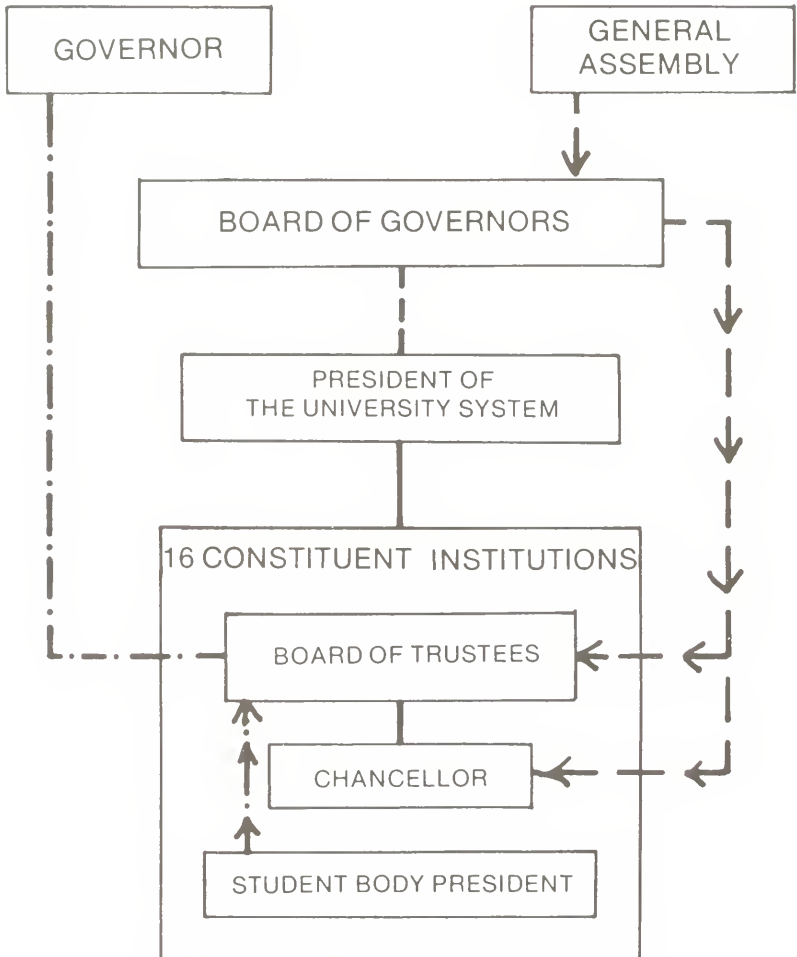 GOVERNOR
GENERAL
ASSEMBLY
BOARD OF GOVERNORS
PRESIDENT OF
THE UNIVERSITY SYSTEM
16 CONSTITUENT INSTITUTIONS
BOARD OF TRUSTEES
CHANCELLOR
STUDENT BODY PRESIDENT